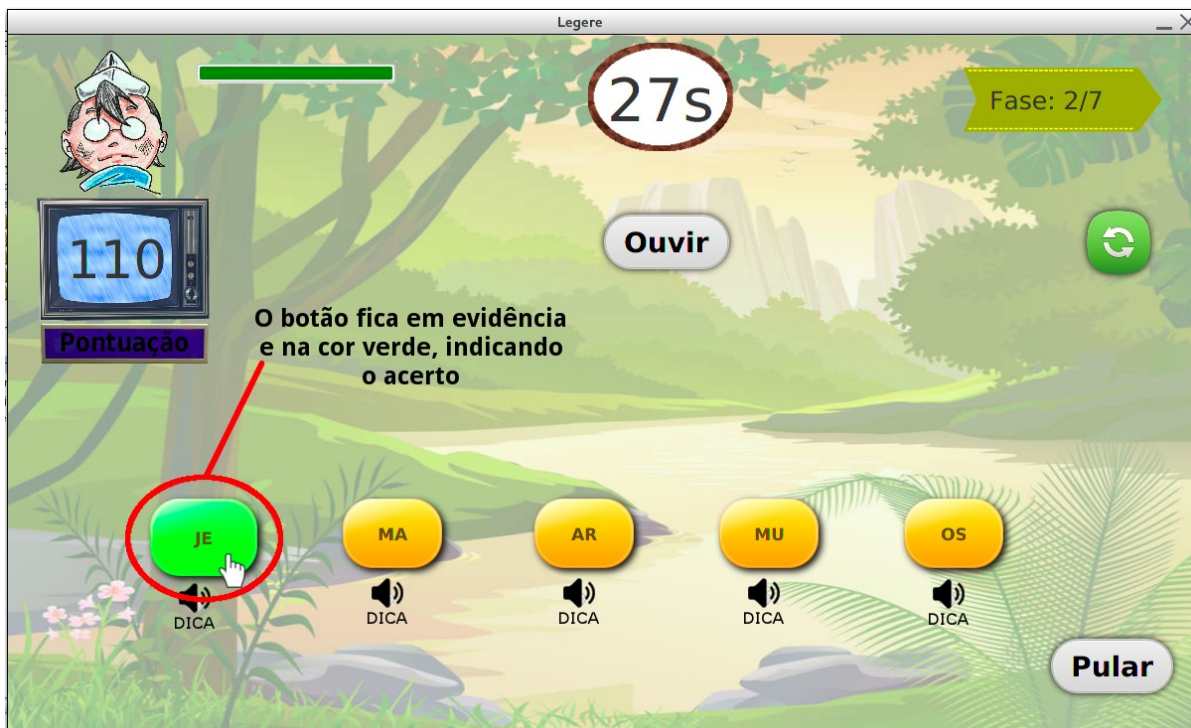 Legere
27s
Fase: 2/7
110
Ouvir
Pontuação
O botão fica em evidência
e na cor verde, indicando
o acerto
JE
MA
AR
MU
OS
DICA
DICA
DICA
DICA
DICA
Pular